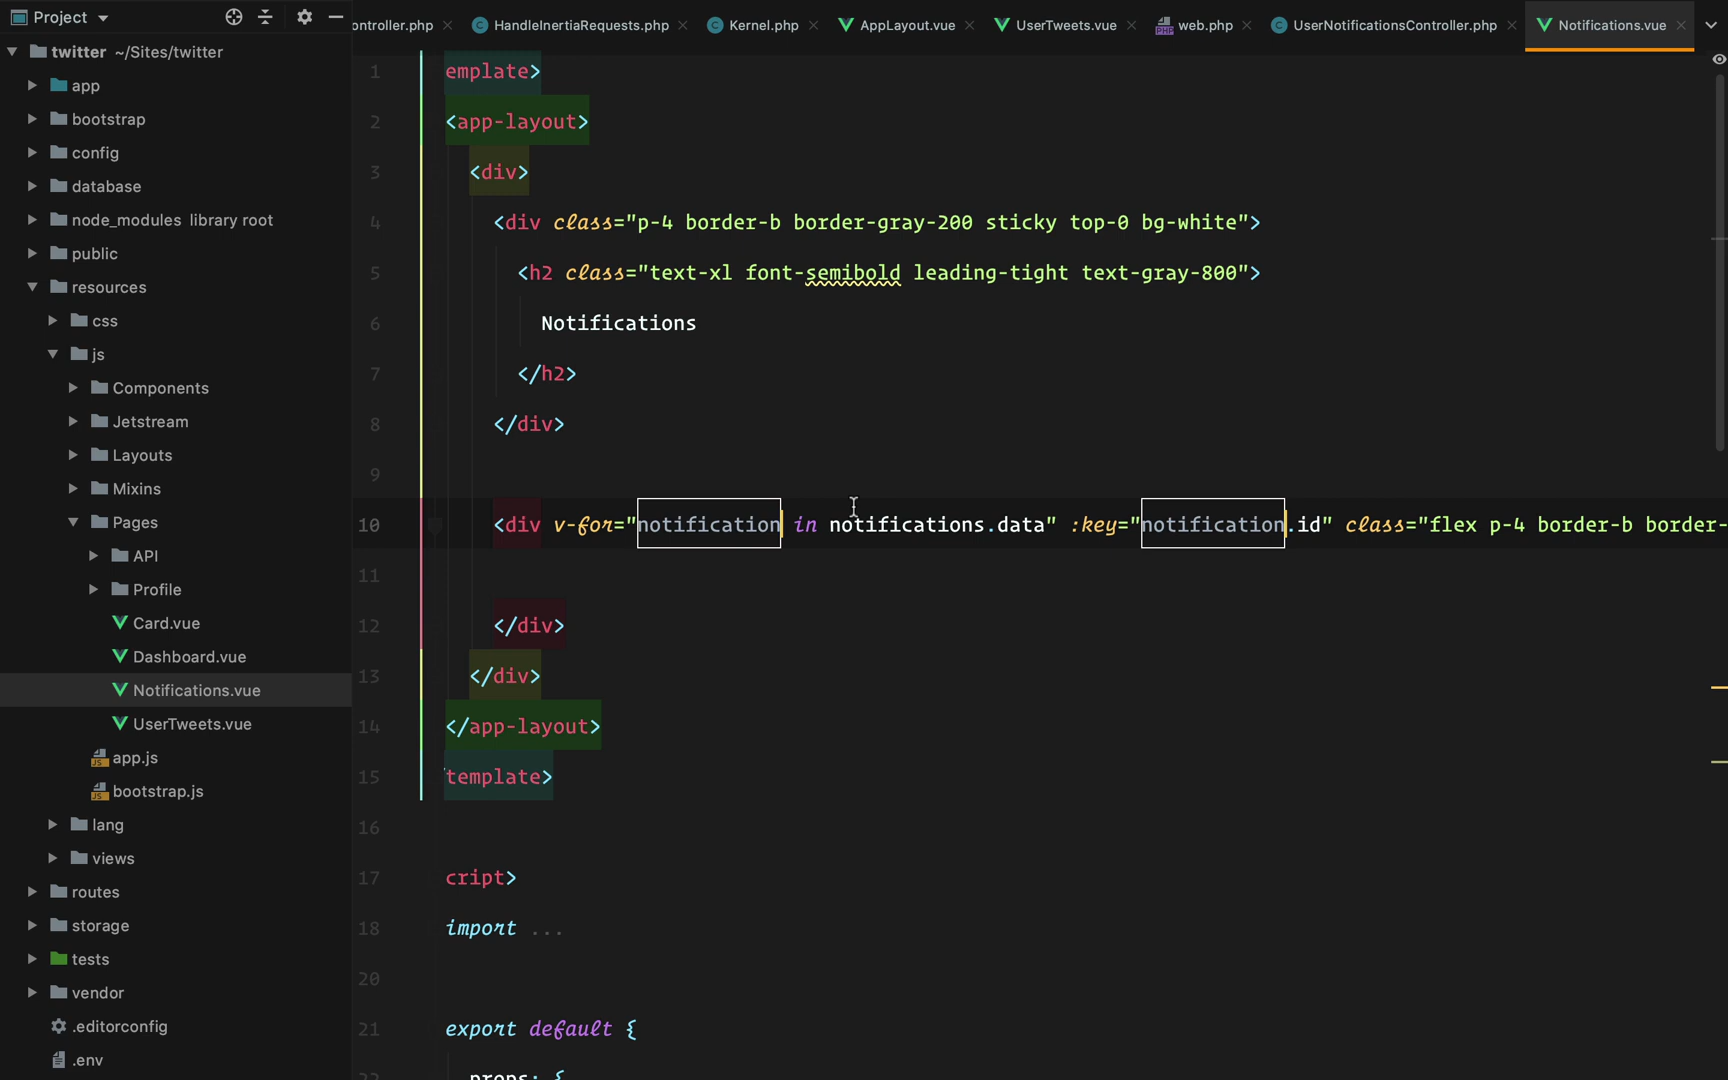 Project
ontroller.php HandleInertiaRequests.php Kernel.php AppLayout.vue UserTweets.vue web.php UserNotificationsController.php Notifications.vue
twitter ~/Sites/twitter
app
bootstrap
config
database
node_modules library root
public
resources
css
js
Components
Jetstream
Layouts
Mixins
Pages
API
Profile
Card.vue
Dashboard.vue
Notifications.vue
UserTweets.vue
app.js
bootstrap.js
lang
views
routes
storage
tests
vendor
.editorconfig
.env
1 emplate>
2 <app-layout>
3 <div>
4 <div class="p-4 border-b border-gray-200 sticky top-0 bg-white">
5 <h2 class="text-xl font-semibold leading-tight text-gray-800">
6 Notifications
7 </h2>
8 </div>
9
10 <div v-for="notification in notifications.data" :key="notification.id" class="flex p-4 border-b border-
11
12 </div>
13 </div>
14 </app-layout>
15 template>
16
17 cript>
18 import ...
20
21 export default {
22 props: {